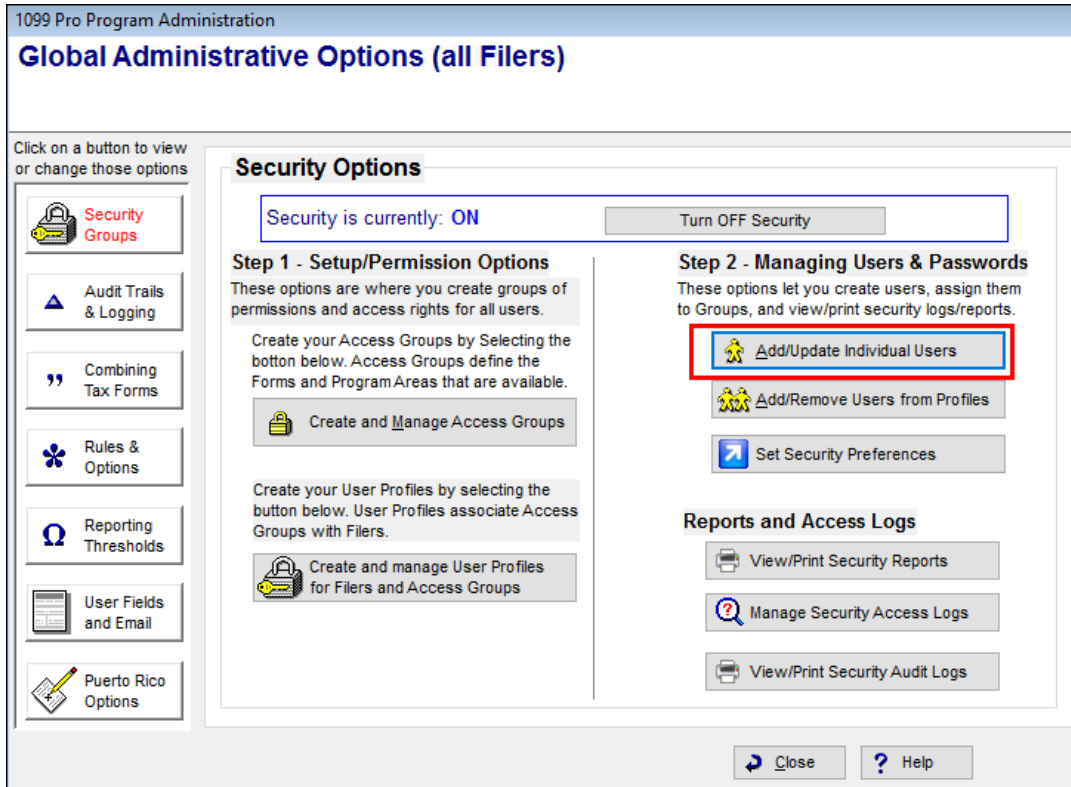 1099 Pro Program Administration
Global Administrative Options (all Filers)
Click on a button to view
or change those options
Security
Groups
Audit Trails
& Logging
Combining
Tax Forms
Rules &
Options
Reporting
Thresholds
User Fields
and Email
Puerto Rico
Options
Security Options
Security is currently: ON
Turn OFF Security
Step 1 - Setup/Permission Options
These options are where you create groups of
permissions and access rights for all users.
Create your Access Groups by Selecting the
botton below. Access Groups define the
Forms and Program Areas that are available.
Create and Manage Access Groups
Create your User Profiles by selecting the
button below. User Profiles associate Access
Groups with Filers.
Create and manage User Profiles
for Filers and Access Groups
Step 2 - Managing Users & Passwords
These options let you create users, assign them
to Groups, and view/print security logs/reports.
Add/Update Individual Users
Add/Remove Users from Profiles
Set Security Preferences
Reports and Access Logs
View/Print Security Reports
Manage Security Access Logs
View/Print Security Audit Logs
Close
Help